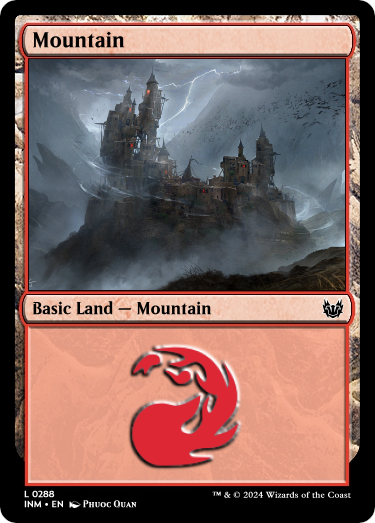 Mountain
Basic Land — Mountain
L 0288
INM • EN Phuoc Quan
™ & © 2024 Wizards of the Coast